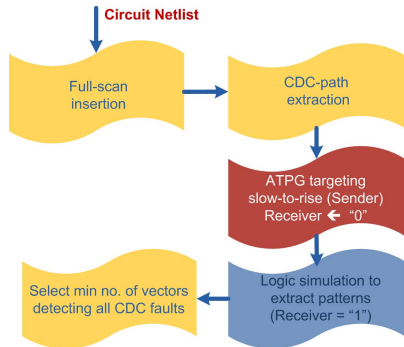 Circuit Netlist
Full-scan
insertion
CDC-path
extraction
ATPG targeting
slow-to-rise (Sender)
Receiver ← “0”
Logic simulation to
extract patterns
(Receiver = “1”)
Select min no. of vectors
detecting all CDC faults